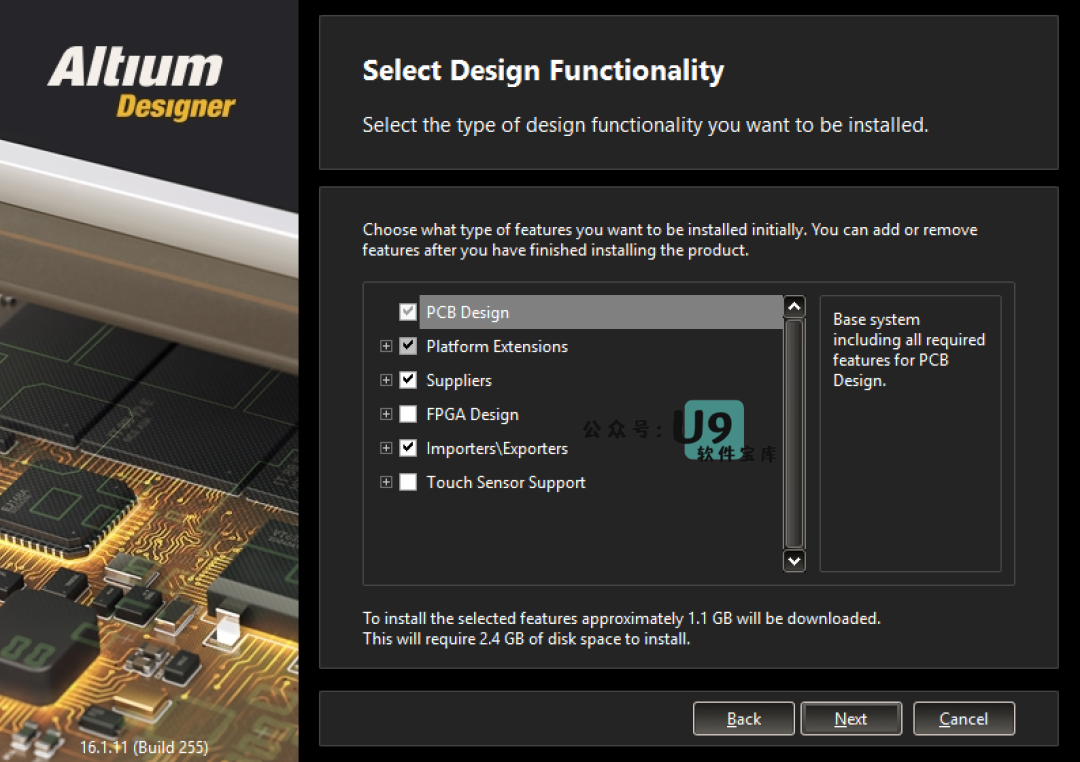 Altium
Designer
Select Design Functionality
Select the type of design functionality you want to be installed.
Choose what type of features you want to be installed initially. You can add or remove
features after you have finished installing the product.
PCB Design
Platform Extensions
Suppliers
FPGA Design
Importers\Exporters
Touch Sensor Support
Base system
including all required
features for PCB
Design.
公众号：U9
软件宝库
To install the selected features approximately 1.1 GB will be downloaded.
This will require 2.4 GB of disk space to install.
16.1.11 (Build 255)
Back
Next
Cancel